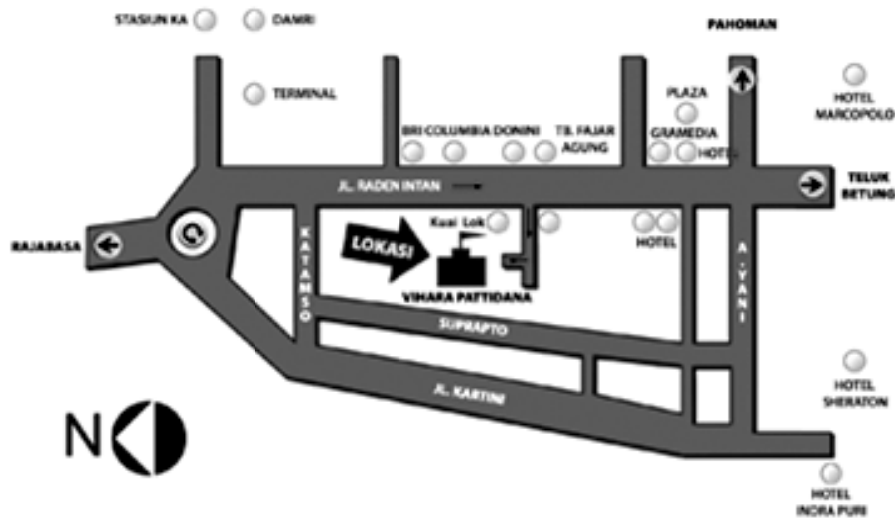 STASIUN KA
DAMRI
PAHOMAN
TERMINAL
PLAZA
HOTEL
MARCOPOLO
BRI COLUMBIA DONINI
TB. FAJAR
AGUNG
GRAMEDIA
HOTEL
JL. RADEN INTAN
TELUK
BETUNG
RAJABASA
KATAMSO
LOKASI
Kuai Lok
HOTEL
A - YANI
VIHARA PATTIDANA
SUPRAPTO
JL. KARTINI
HOTEL
SHERATON
N
HOTEL
INDRA PURI